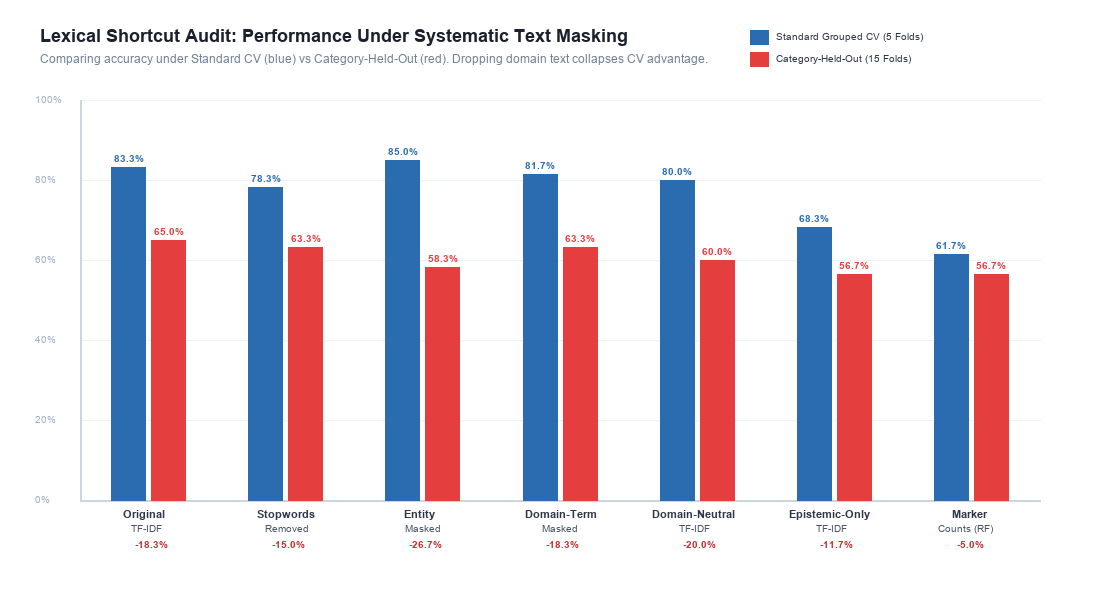 Lexical Shortcut Audit: Performance Under Systematic Text Masking
Comparing accuracy under Standard CV (blue) vs Category-Held-Out (red). Dropping domain text collapses CV advantage.
Standard Grouped CV (5 Folds)
Category-Held-Out (15 Folds)
100%
80%
60%
40%
20%
0%
83.3%
65.0%
78.3%
63.3%
85.0%
58.3%
81.7%
63.3%
80.0%
60.0%
68.3%
56.7%
61.7%
56.7%
Original
TF-IDF
-18.3%
Stopwords
Removed
-15.0%
Entity
Masked
-26.7%
Domain-Term
Masked
-18.3%
Domain-Neutral
TF-IDF
-20.0%
Epistemic-Only
TF-IDF
-11.7%
Marker
Counts (RF)
-5.0%